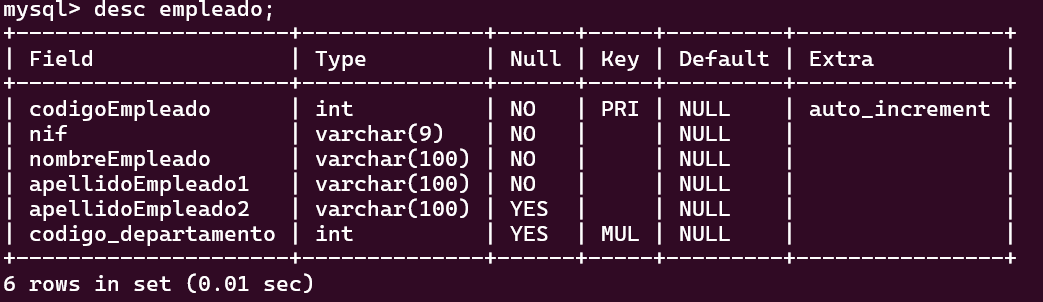 mysql> desc empleado;
+---------------------+--------------+------+-----+---------+----------------+
| Field               | Type         | Null | Key | Default | Extra          |
+---------------------+--------------+------+-----+---------+----------------+
| codigoEmpleado      | int          | NO   | PRI | NULL    | auto_increment |
| nif                 | varchar(9)   | NO   |     | NULL    |                |
| nombreEmpleado      | varchar(100) | NO   |     | NULL    |                |
| apellidoEmpleado1   | varchar(100) | NO   |     | NULL    |                |
| apellidoEmpleado2   | varchar(100) | YES  |     | NULL    |                |
| codigo_departamento | int          | YES  | MUL | NULL    |                |
+---------------------+--------------+------+-----+---------+----------------+
6 rows in set (0.01 sec)